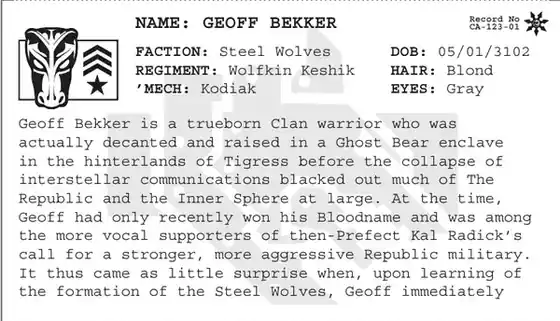 NAME: GEOFF BEKKER
Record No
CA-123-01
FACTION: Steel Wolves
DOB: 05/01/3102
REGIMENT: Wolfkin Keshik
HAIR: Blond
’MECH: Kodiak
EYES: Gray
Geoff Bekker is a trueborn Clan warrior who was
actually decanted and raised in a Ghost Bear enclave
in the hinterlands of Tigress before the collapse of
interstellar communications blacked out much of The
Republic and the Inner Sphere at large. At the time,
Geoff had only recently won his Bloodname and was among
the more vocal supporters of then-Prefect Kal Radick’s
call for a stronger, more aggressive Republic military.
It thus came as little surprise when, upon learning of
the formation of the Steel Wolves, Geoff immediately